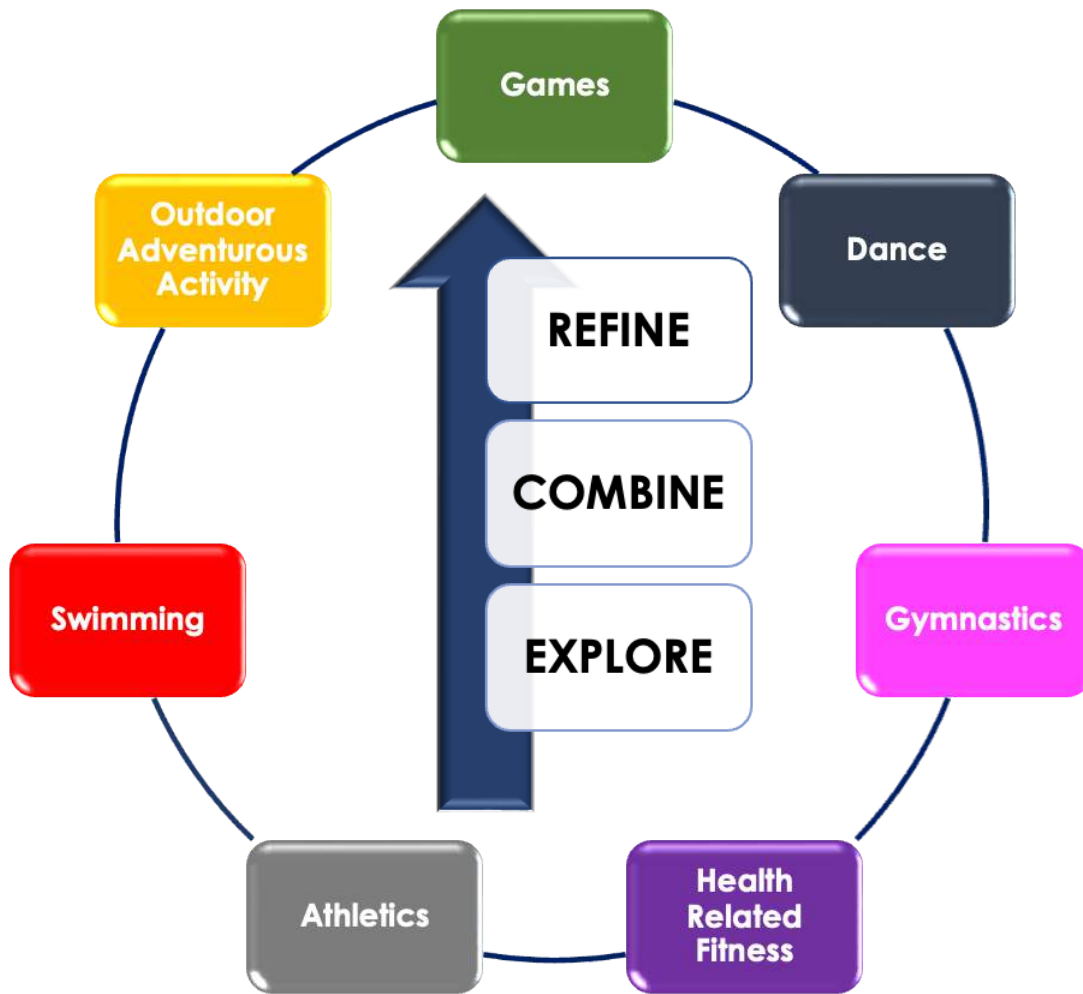 Games
Outdoor
Adventurous
Activity
Dance
REFINE
COMBINE
EXPLORE
Swimming
Gymnastics
Athletics
Health
Related
Fitness